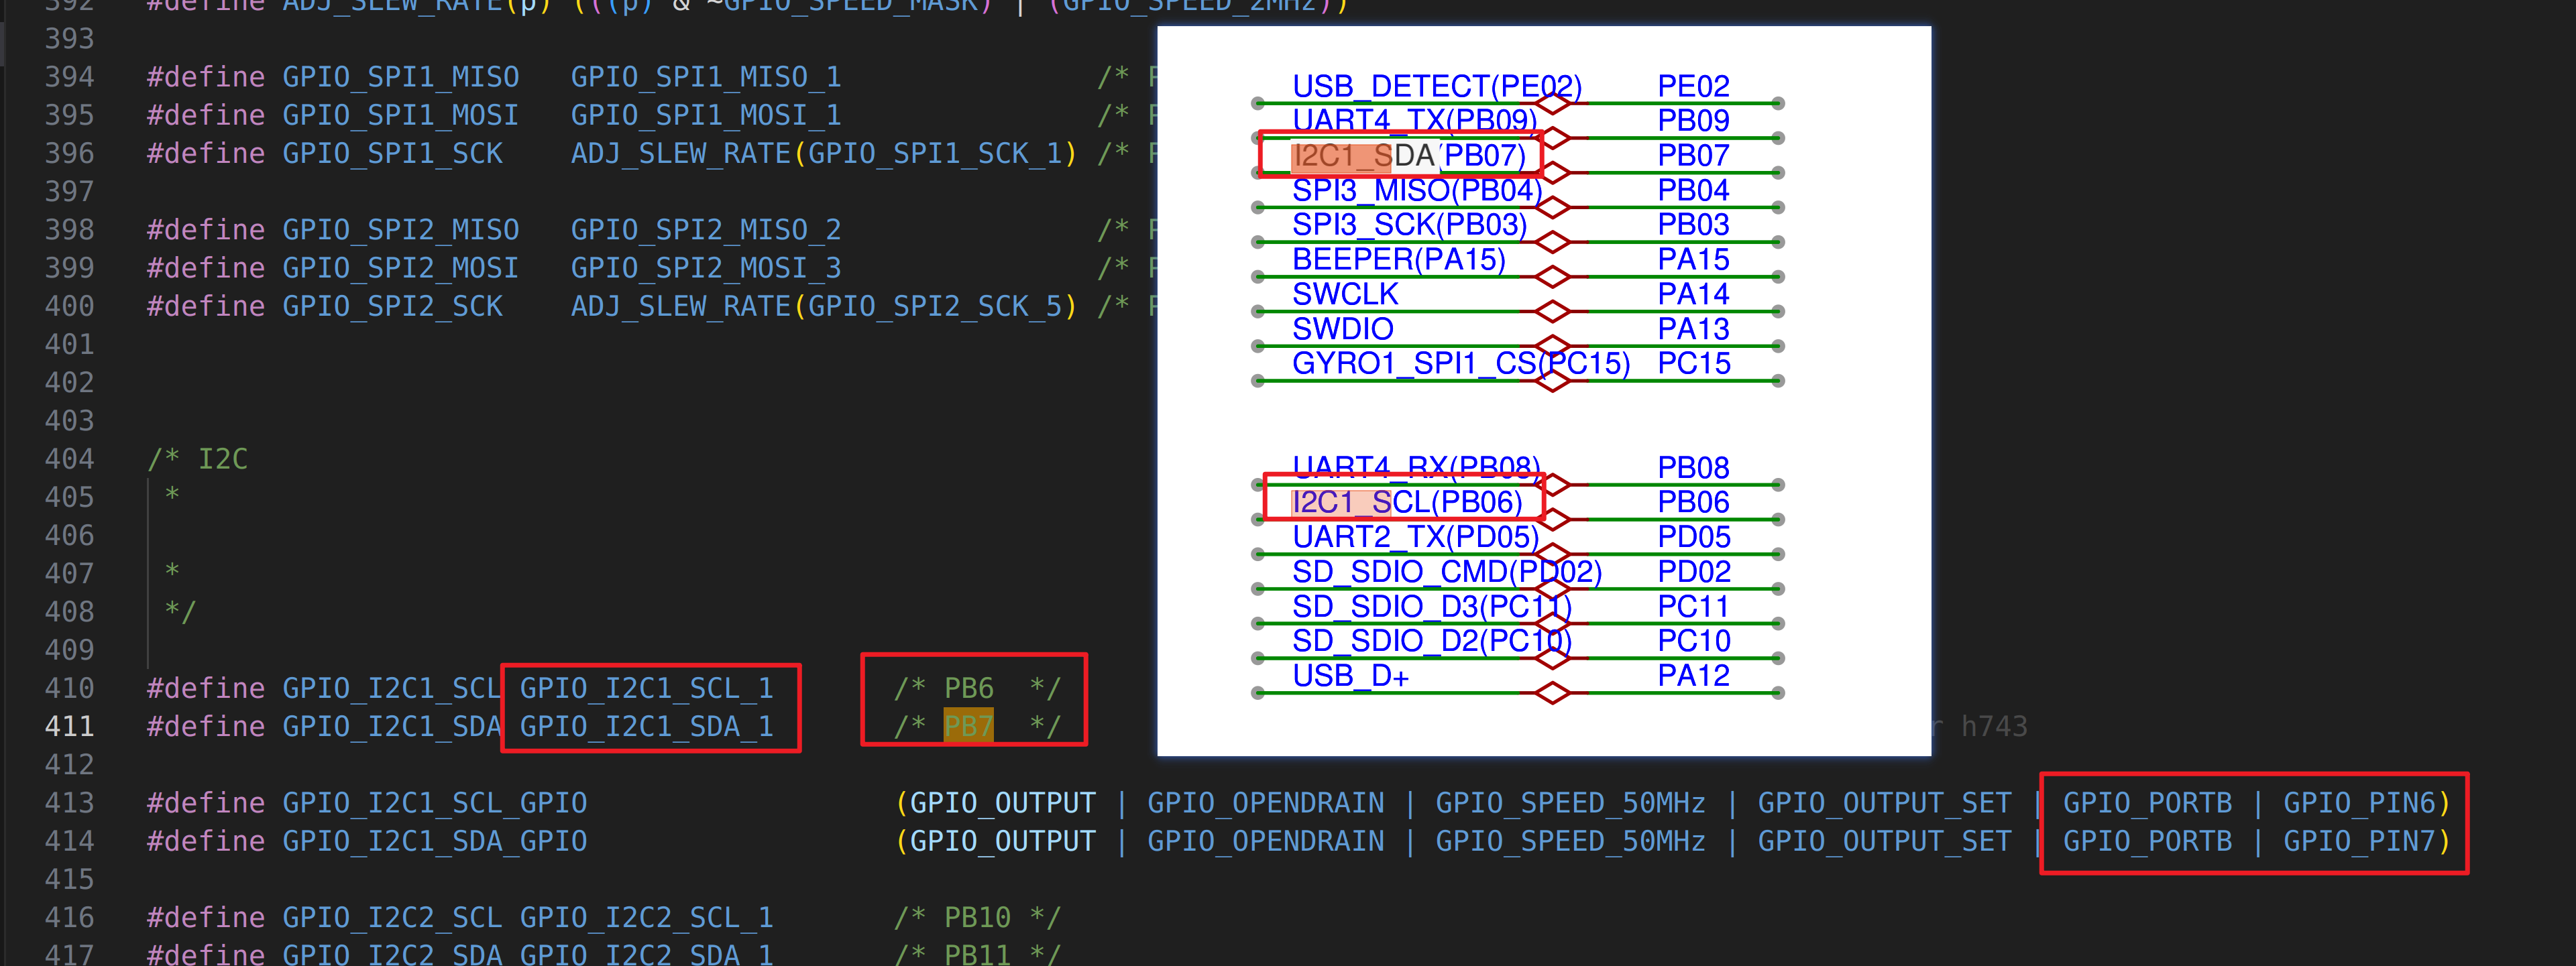 392 #define ADJ_SLEW_RATE(p) (((p) & ~GPIO_SPEED_MASK) | (GPIO_SPEED_2MHz))
393
394 #define GPIO_SPI1_MISO GPIO_SPI1_MISO_1 /*
395 #define GPIO_SPI1_MOSI GPIO_SPI1_MOSI_1 /*
396 #define GPIO_SPI1_SCK ADJ_SLEW_RATE(GPIO_SPI1_SCK_1) /*
397
398 #define GPIO_SPI2_MISO GPIO_SPI2_MISO_2 /*
399 #define GPIO_SPI2_MOSI GPIO_SPI2_MOSI_3 /*
400 #define GPIO_SPI2_SCK ADJ_SLEW_RATE(GPIO_SPI2_SCK_5) /*
401
402
403
404 /* I2C
405 *
406
407 *
408 */
409
410 #define GPIO_I2C1_SCL GPIO_I2C1_SCL_1 /* PB6 */
411 #define GPIO_I2C1_SDA GPIO_I2C1_SDA_1 /* PB7 */ h743
412
413 #define GPIO_I2C1_SCL_GPIO (GPIO_OUTPUT | GPIO_OPENDRAIN | GPIO_SPEED_50MHz | GPIO_OUTPUT_SET | GPIO_PORTB | GPIO_PIN6)
414 #define GPIO_I2C1_SDA_GPIO (GPIO_OUTPUT | GPIO_OPENDRAIN | GPIO_SPEED_50MHz | GPIO_OUTPUT_SET | GPIO_PORTB | GPIO_PIN7)
415
416 #define GPIO_I2C2_SCL GPIO_I2C2_SCL_1 /* PB10 */
417 #define GPIO_I2C2_SDA GPIO_I2C2_SDA_1 /* PB11 */
USB_DETECT(PE02) PE02
UART4_TX(PB09) PB09
I2C1_SDA(PB07) PB07
SPI3_MISO(PB04) PB04
SPI3_SCK(PB03) PB03
BEEPER(PA15) PA15
SWCLK PA14
SWDIO PA13
GYRO1_SPI1_CS(PC15) PC15
UART4_RX(PB08) PB08
I2C1_SCL(PB06) PB06
UART2_TX(PD05) PD05
SD_SDIO_CMD(PD02) PD02
SD_SDIO_D3(PC11) PC11
SD_SDIO_D2(PC10) PC10
USB_D+ PA12